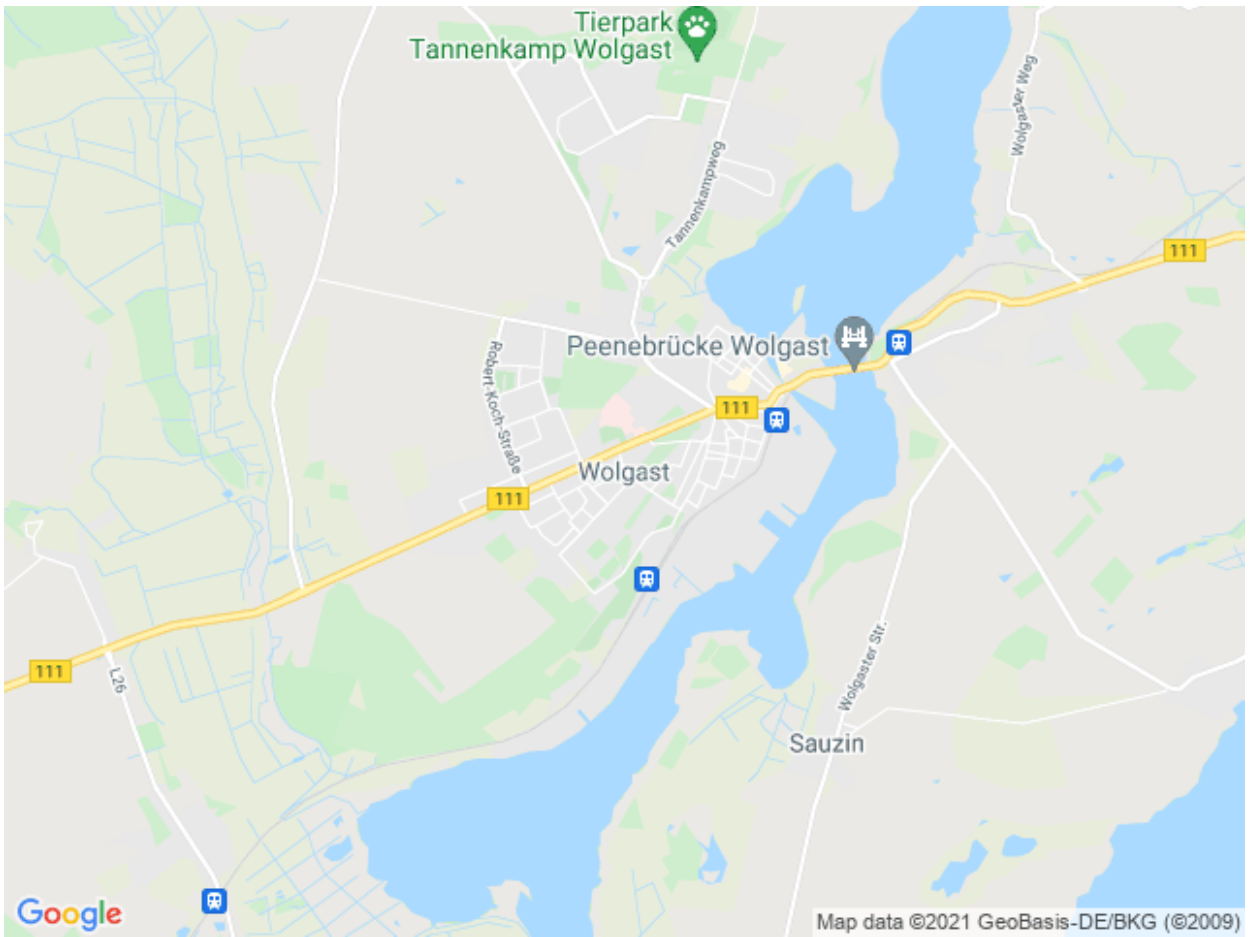 Tierpark
Tannenkamp Wolgast
Wolgaster Weg
Tannenkampweg
111
Peenebrücke Wolgast
Robert-Koch-Straße
111
Wolgast
111
Wolgaster Str.
111
L26
Sauzin
Google
Map data ©2021 GeoBasis-DE/BKG (©2009)